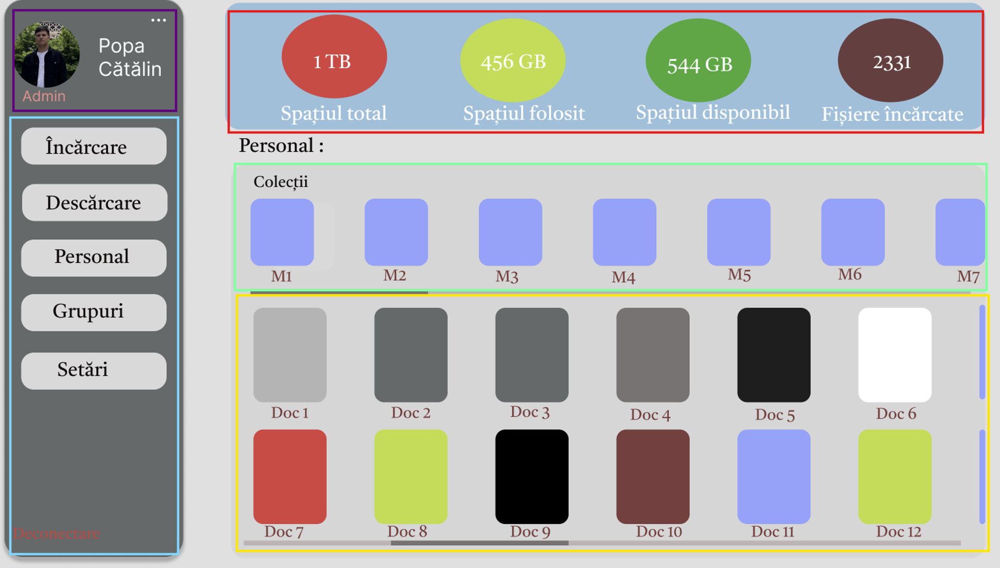 Popa
Cătălin
Admin
Încărcare
Descărcare
Personal
Grupuri
Setări
Deconectare
1 TB
456 GB
544 GB
2331
Spațiul total
Spațiul folosit
Spațiul disponibil
Fișiere încărcate
Personal :
Colecții
M1
M2
M3
M4
M5
M6
M7
Doc 1
Doc 2
Doc 3
Doc 4
Doc 5
Doc 6
Doc 7
Doc 8
Doc 9
Doc 10
Doc 11
Doc 12